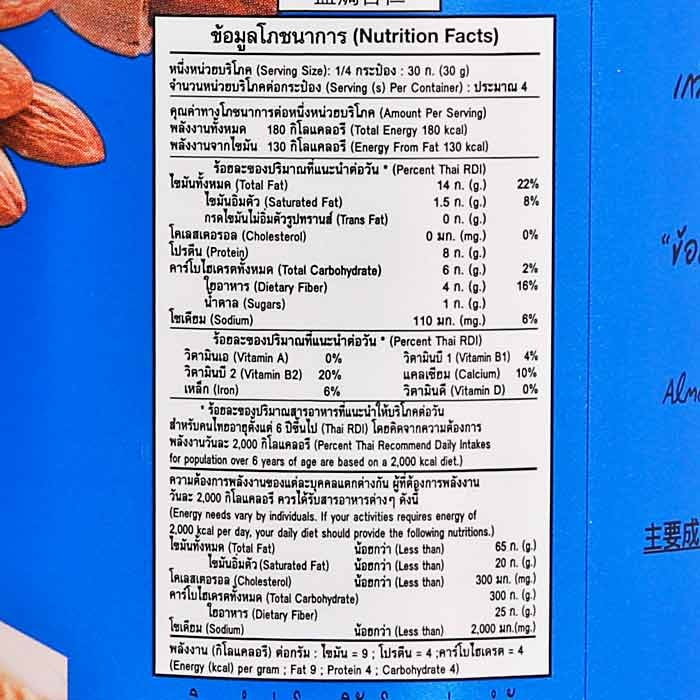 ข้อมูลโภชนาการ (Nutrition Facts)
หนึ่งหน่วยบริโภค (Serving Size): 1/4 กระป๋อง : 30 ก. (30 g)
จำนวนหน่วยบริโภคต่อกระป๋อง (Serving (s) Per Container) : ประมาณ 4
คุณค่าทางโภชนาการต่อหนึ่งหน่วยบริโภค (Amount Per Serving)
พลังงานทั้งหมด 180 กิโลแคลอรี (Total Energy 180 kcal)
พลังงานจากไขมัน 130 กิโลแคลอรี (Energy From Fat 130 kcal)
ร้อยละของปริมาณที่แนะนำต่อวัน * (Percent Thai RDI)
ไขมันทั้งหมด (Total Fat) 14 ก. (g.) 22%
ไขมันอิ่มตัว (Saturated Fat) 1.5 ก. (g.) 8%
กรดไขมันไม่อิ่มตัวรูปทรานส์ (Trans Fat) 0 ก. (g.)
โคเลสเตอรอล (Cholesterol) 0 มก. (mg.) 0%
โปรตีน (Protein) 8 ก. (g.)
คาร์โบไฮเดรตทั้งหมด (Total Carbohydrate) 6 ก. (g.) 2%
ใยอาหาร (Dietary Fiber) 4 ก. (g.) 16%
น้ำตาล (Sugars) 1 ก. (g.)
โซเดียม (Sodium) 110 มก. (mg.) 6%
ร้อยละของปริมาณที่แนะนำต่อวัน * (Percent Thai RDI)
วิตามินเอ (Vitamin A) 0% วิตามินบี 1 (Vitamin B1) 4%
วิตามินบี 2 (Vitamin B2) 20% แคลเซียม (Calcium) 10%
เหล็ก (Iron) 6% วิตามินดี (Vitamin D) 0%
* ร้อยละของปริมาณสารอาหารที่แนะนำให้บริโภคต่อวัน
สำหรับคนไทยอายุตั้งแต่ 6 ปีขึ้นไป (Thai RDI) โดยคิดจากความต้องการ
พลังงานวันละ 2,000 กิโลแคลอรี (Percent Thai Recommend Daily Intakes
for population over 6 years of age are based on a 2,000 kcal diet.)
ความต้องการพลังงานของแต่ละบุคคลแตกต่างกัน ผู้ที่ต้องการพลังงาน
วันละ 2,000 กิโลแคลอรี ควรได้รับสารอาหารต่างๆ ดังนี้
(Energy needs vary by individuals. If your activities requires energy of
2,000 kcal per day, your daily diet should provide the following nutritions.)
ไขมันทั้งหมด (Total Fat) น้อยกว่า (Less than) 65 ก. (g.)
ไขมันอิ่มตัว (Saturated Fat) น้อยกว่า (Less than) 20 ก. (g.)
โคเลสเตอรอล (Cholesterol) น้อยกว่า (Less than) 300 มก. (mg.)
คาร์โบไฮเดรตทั้งหมด (Total Carbohydrate) 300 ก. (g.)
ใยอาหาร (Dietary Fiber) 25 ก. (g.)
โซเดียม (Sodium) น้อยกว่า (Less than) 2,000 มก.(mg.)
พลังงาน (กิโลแคลอรี) ต่อกรัม : ไขมัน = 9 ; โปรตีน = 4 ;คาร์โบไฮเดรต = 4
(Energy (kcal) per gram ; Fat 9 ; Protein 4 ; Carbohydrate 4)
主要成